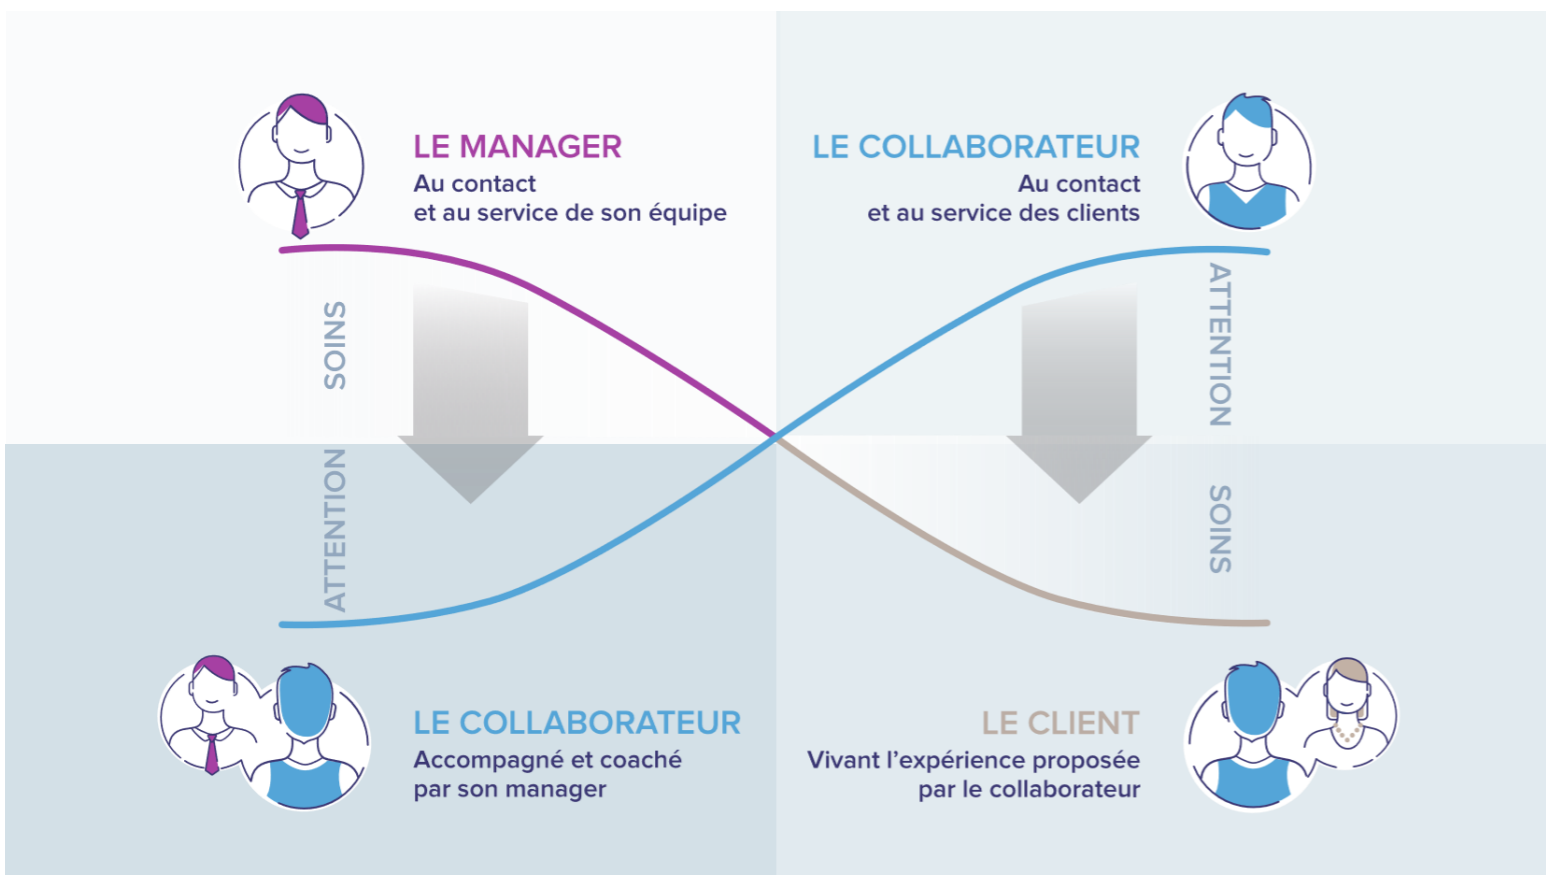 LE MANAGER
Au contact
et au service de son équipe
LE COLLABORATEUR
Au contact
et au service des clients
SOINS
ATTENTION
ATTENTION
SOINS
LE COLLABORATEUR
Accompagné et coaché
par son manager
LE CLIENT
Vivant l’expérience proposée
par le collaborateur